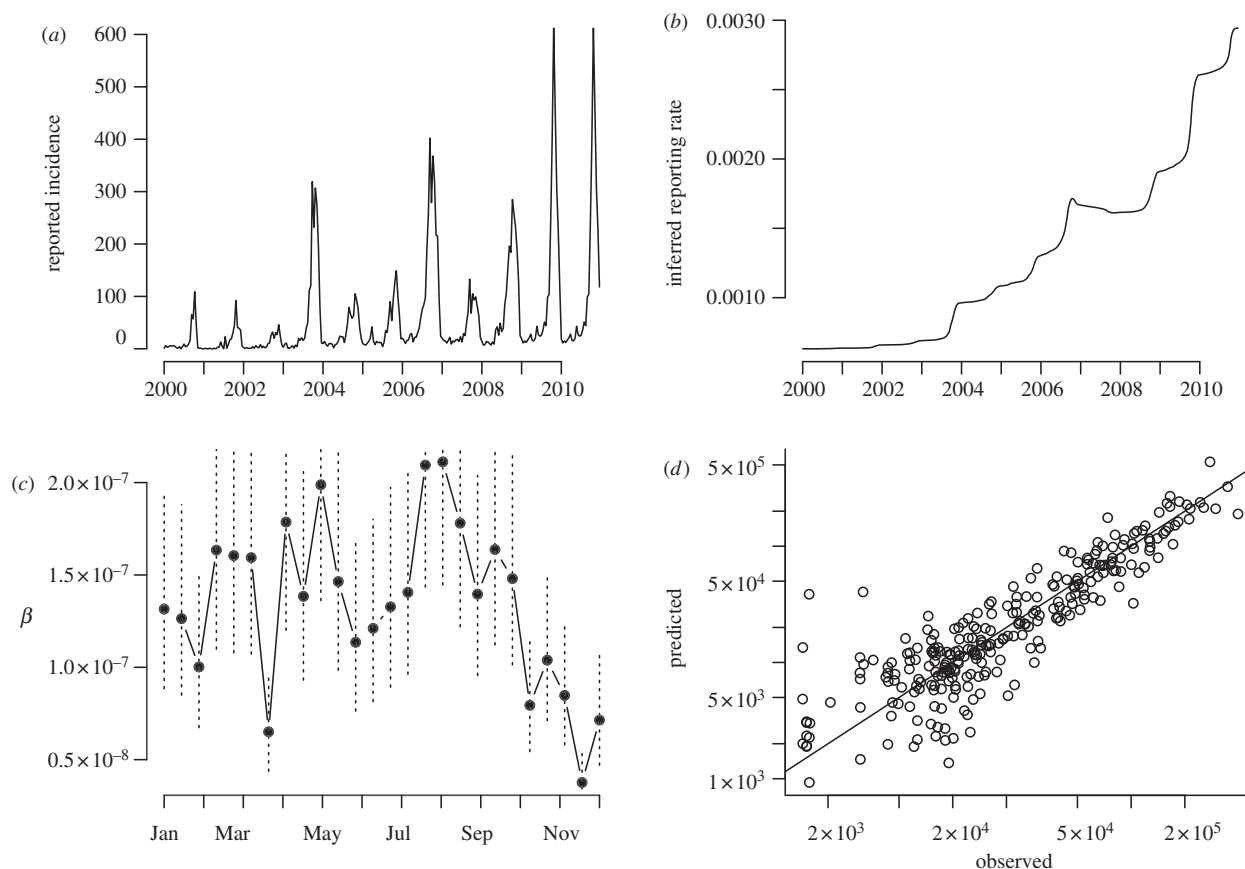 (a)
600
500
400
300
200
100
0
reported incidence
2000 2002 2004 2006 2008 2010
(b)
0.0030
0.0020
0.0010
inferred reporting rate
2000 2002 2004 2006 2008 2010
(c)
2.0 × 10⁻⁷
1.5 × 10⁻⁷
1.0 × 10⁻⁷
0.5 × 10⁻⁸
β
Jan Mar May Jul Sep Nov
(d)
5 × 10⁵
5 × 10⁴
5 × 10³
1 × 10³
predicted
2 × 10³ 2 × 10⁴ 5 × 10⁴ 2 × 10⁵
observed